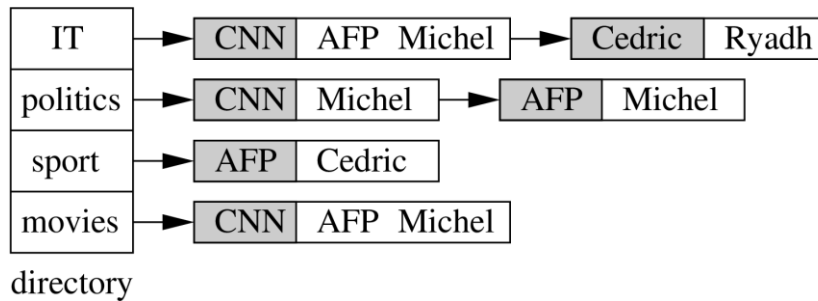 IT CNN AFP Michel Cedric Ryadh
politics CNN Michel AFP Michel
sport AFP Cedric
movies CNN AFP Michel
directory